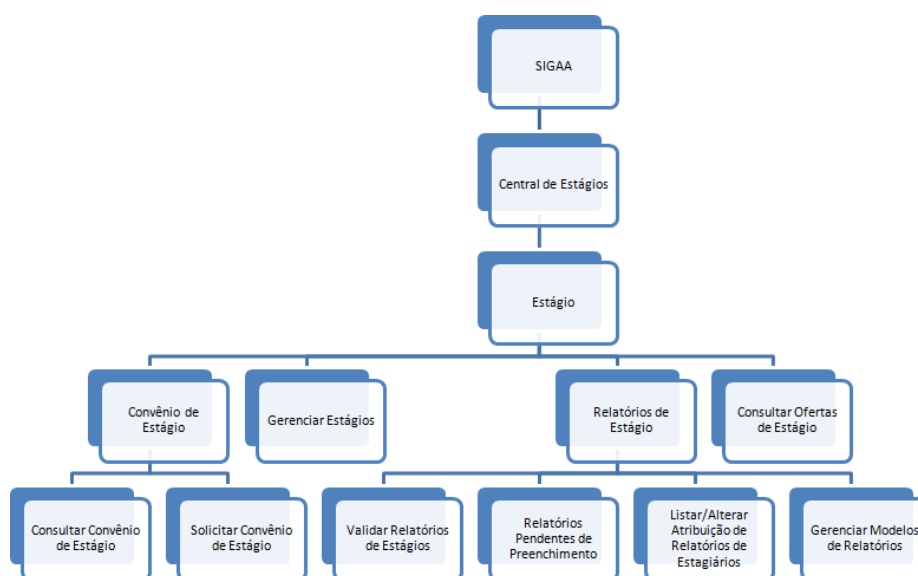 SIGAA
Central de Estágios
Estágio
Convênio de
Estágio
Gerenciar Estágios
Relatórios de
Estágio
Consultar Ofertas
de Estágio
Consultar Convênio
de Estágio
Solicitar Convênio
de Estágio
Validar Relatórios
de Estágios
Relatórios
Pendentes de
Preenchimento
Listar/Alterar
Atribuição de
Relatórios de
Estagiários
Gerenciar Modelos
de Relatórios